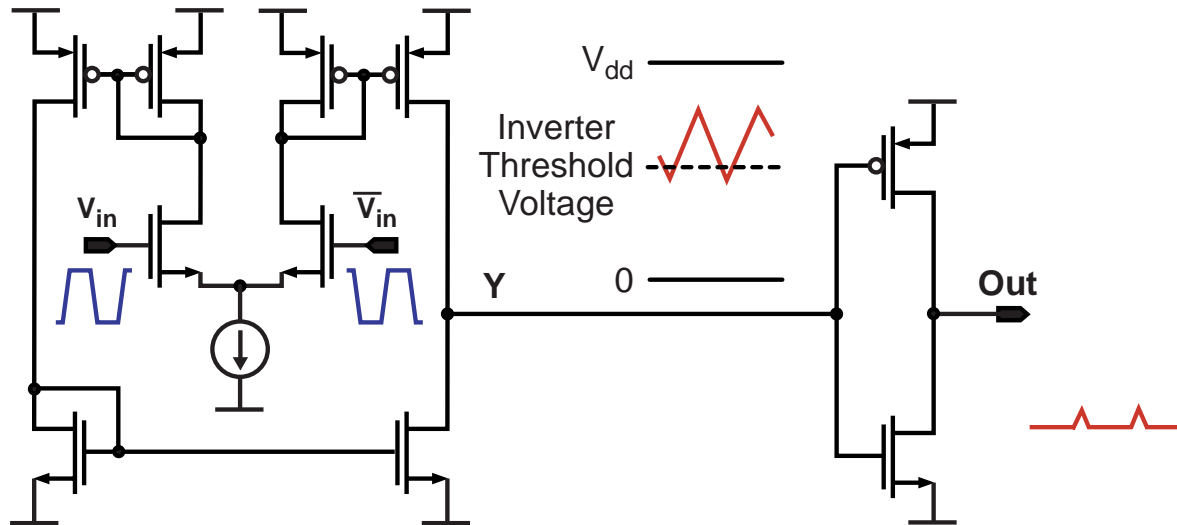 V_dd
Inverter
Threshold
Voltage
V_in
V̅_in
0
Y
Out